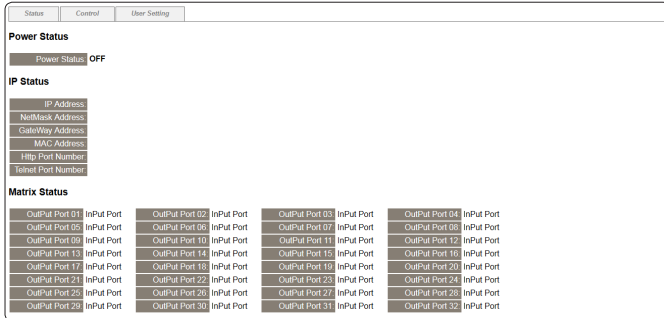 Status Control User Setting
Power Status
Power Status: OFF
IP Status
IP Address:
NetMask Address:
GateWay Address:
MAC Address:
Http Port Number:
Telnet Port Number:
Matrix Status
OutPut Port 01: InPut Port OutPut Port 02: InPut Port OutPut Port 03: InPut Port OutPut Port 04: InPut Port
OutPut Port 05: InPut Port OutPut Port 06: InPut Port OutPut Port 07: InPut Port OutPut Port 08: InPut Port
OutPut Port 09: InPut Port OutPut Port 10: InPut Port OutPut Port 11: InPut Port OutPut Port 12: InPut Port
OutPut Port 13: InPut Port OutPut Port 14: InPut Port OutPut Port 15: InPut Port OutPut Port 16: InPut Port
OutPut Port 17: InPut Port OutPut Port 18: InPut Port OutPut Port 19: InPut Port OutPut Port 20: InPut Port
OutPut Port 21: InPut Port OutPut Port 22: InPut Port OutPut Port 23: InPut Port OutPut Port 24: InPut Port
OutPut Port 25: InPut Port OutPut Port 26: InPut Port OutPut Port 27: InPut Port OutPut Port 28: InPut Port
OutPut Port 29: InPut Port OutPut Port 30: InPut Port OutPut Port 31: InPut Port OutPut Port 32: InPut Port